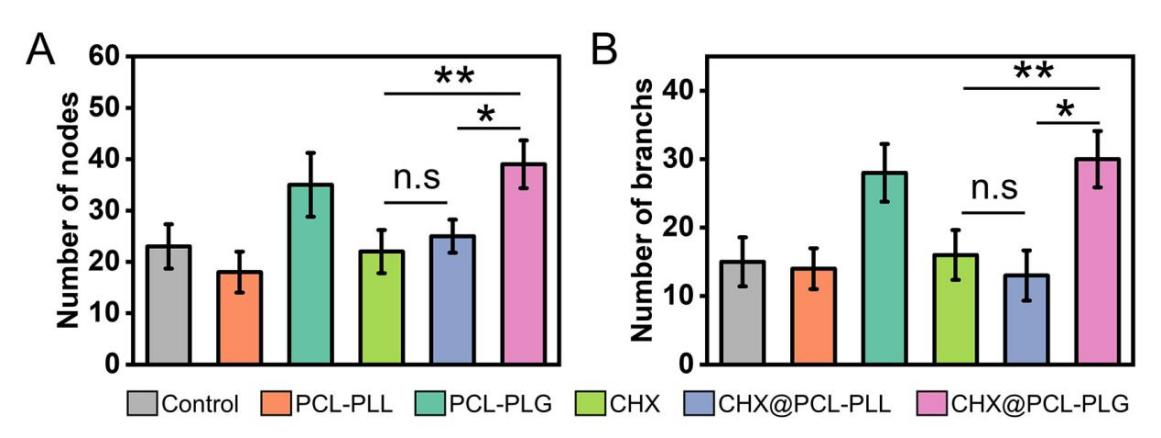 A
Number of nodes
60
50
40
30
20
10
0
**
*
n.s
B
Number of branchs
40
30
20
10
0
**
*
n.s
Control PCL-PLL PCL-PLG CHX CHX@PCL-PLL CHX@PCL-PLG